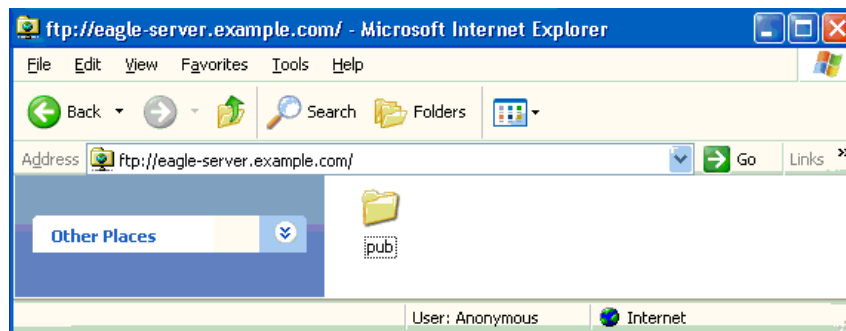 ftp://eagle-server.example.com/ - Microsoft Internet Explorer
File Edit View Favorites Tools Help
Back Search Folders
Address ftp://eagle-server.example.com/ Go Links »
Other Places
pub
User: Anonymous Internet